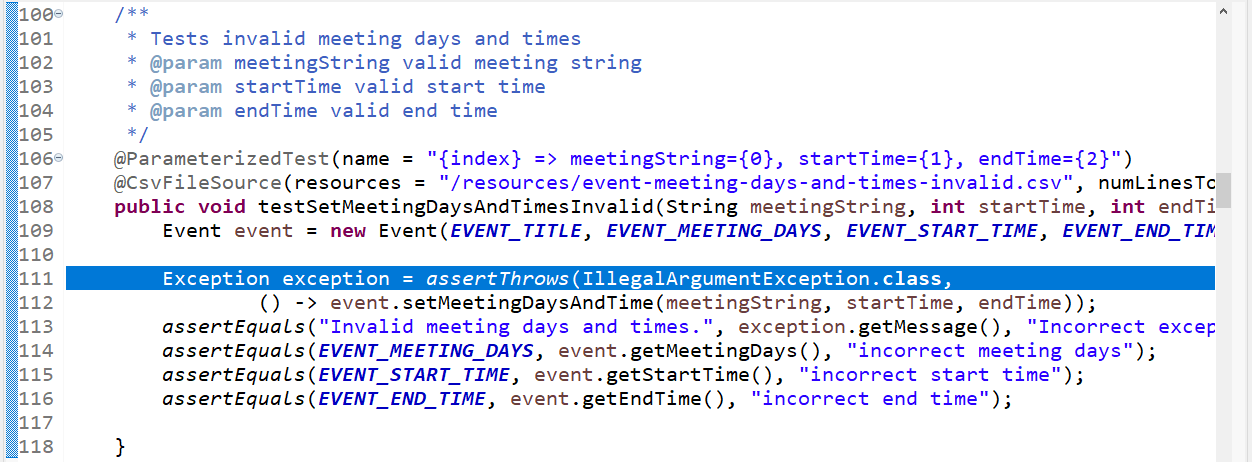 100 /**
101 * Tests invalid meeting days and times
102 * @param meetingString valid meeting string
103 * @param startTime valid start time
104 * @param endTime valid end time
105 */
106 @ParameterizedTest(name = "{index} => meetingString={0}, startTime={1}, endTime={2}")
107 @CsvFileSource(resources = "/resources/event-meeting-days-and-times-invalid.csv", numLinesTo
108 public void testSetMeetingDaysAndTimesInvalid(String meetingString, int startTime, int endTi
109 Event event = new Event(EVENT_TITLE, EVENT_MEETING_DAYS, EVENT_START_TIME, EVENT_END_TIM
110
111 Exception exception = assertThrows(IllegalArgumentException.class,
112 () -> event.setMeetingDaysAndTime(meetingString, startTime, endTime));
113 assertEquals("Invalid meeting days and times.", exception.getMessage(), "Incorrect excep
114 assertEquals(EVENT_MEETING_DAYS, event.getMeetingDays(), "incorrect meeting days");
115 assertEquals(EVENT_START_TIME, event.getStartTime(), "incorrect start time");
116 assertEquals(EVENT_END_TIME, event.getEndTime(), "incorrect end time");
117
118 }